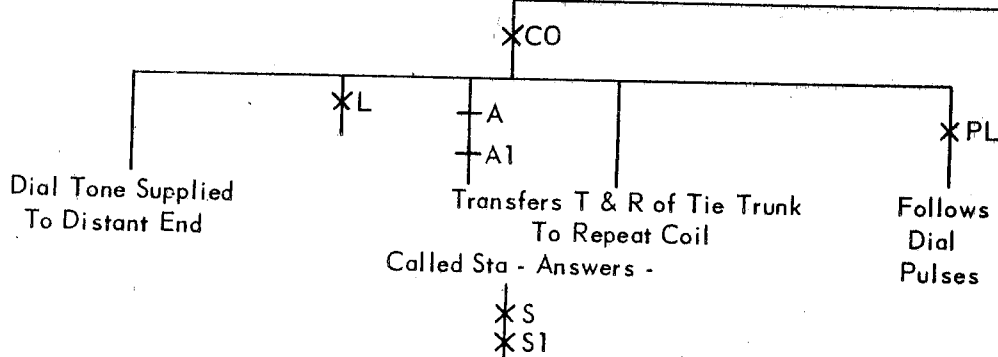 CO
L
A
A1
PL
Dial Tone Supplied
To Distant End
Transfers T & R of Tie Trunk
To Repeat Coil
Follows
Dial
Pulses
Called Sta - Answers -
S
S1